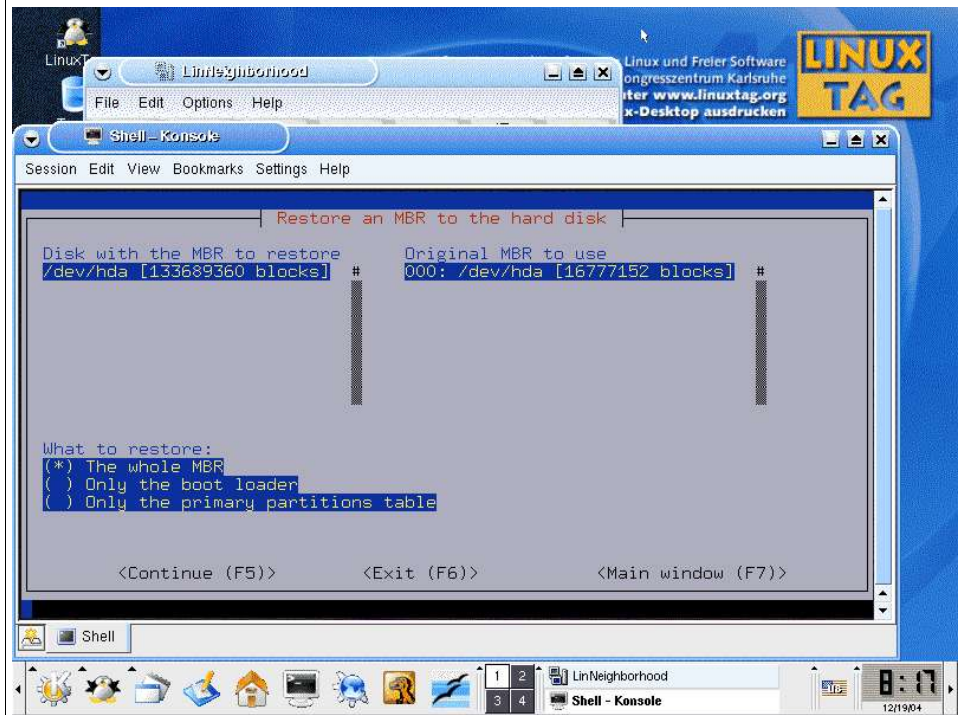 LinuxT
LinNeighborhood
File Edit Options Help
Linux und Freier Software
ongresszentrum Karlsruhe
ter www.linuxtag.org
x-Desktop ausdrucken
LINUX
TAG
Shell - Konsole
Session Edit View Bookmarks Settings Help
Restore an MBR to the hard disk
Disk with the MBR to restore
/dev/hda [133689360 blocks] #
Original MBR to use
000: /dev/hda [16777152 blocks] #
What to restore:
(*) The whole MBR
( ) Only the boot loader
( ) Only the primary partitions table
<Continue (F5)> <Exit (F6)> <Main window (F7)>
Shell
1 2
3 4
LinNeighborhood
Shell - Konsole
8:17
12/19/04